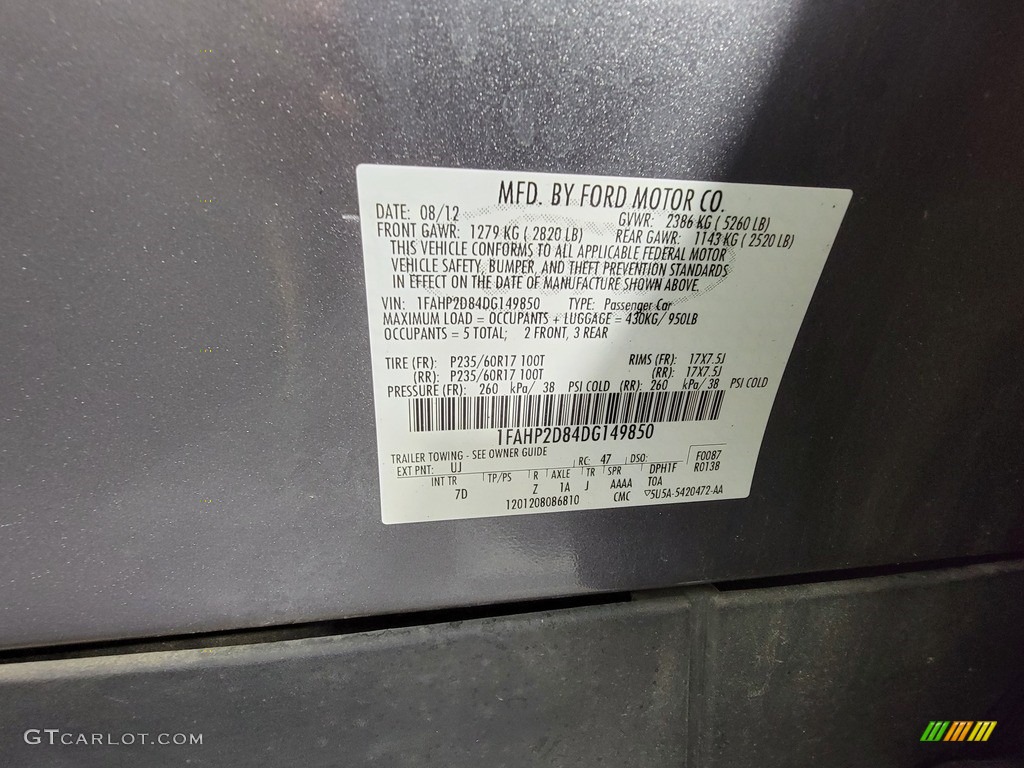 MFD. BY FORD MOTOR CO.
DATE: 08/12 GVWR: 2386 KG ( 5260 LB)
FRONT GAWR: 1279 KG ( 2820 LB) REAR GAWR: 1143 KG ( 2520 LB)
THIS VEHICLE CONFORMS TO ALL APPLICABLE FEDERAL MOTOR
VEHICLE SAFETY, BUMPER, AND THEFT PREVENTION STANDARDS
IN EFFECT ON THE DATE OF MANUFACTURE SHOWN ABOVE.
VIN: 1FAHP2D84DG149850 TYPE: Passenger Car
MAXIMUM LOAD = OCCUPANTS + LUGGAGE = 430KG/ 950LB
OCCUPANTS = 5 TOTAL; 2 FRONT, 3 REAR
TIRE (FR): P235/60R17 100T RIMS (FR): 17X7.5J
(RR): P235/60R17 100T (RR): 17X7.5J
PRESSURE (FR): 260 kPa/ 38 PSI COLD (RR): 260 kPa/ 38 PSI COLD
1FAHP2D84DG149850
TRAILER TOWING - SEE OWNER GUIDE
EXT PNT: UJ RC: 47 DSO: F0087
INT TR TP/PS R AXLE TR SPR DPH1F R0138
7D Z 1A J AAAA TOA
1201208086810 CMC ▽5U5A-5420472-AA
GTCARLOT.COM